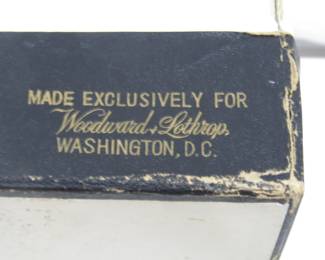 MADE EXCLUSIVELY FOR
Woodward & Lothrop
WASHINGTON, D.C.